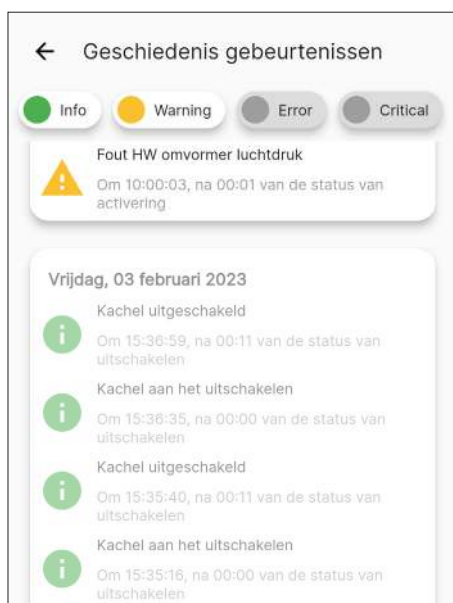 Geschiedenis gebeurtenissen
Info
Warning
Error
Critical
Fout HW omvormer luchtdruk
Om 10:00:03, na 00:01 van de status van
activering
Vrijdag, 03 februari 2023
Kachel uitgeschakeld
Om 15:36:59, na 00:11 van de status van
uitschakelen
Kachel aan het uitschakelen
Om 15:36:35, na 00:00 van de status van
uitschakelen
Kachel uitgeschakeld
Om 15:35:40, na 00:11 van de status van
uitschakelen
Kachel aan het uitschakelen
Om 15:35:16, na 00:00 van de status van
uitschakelen